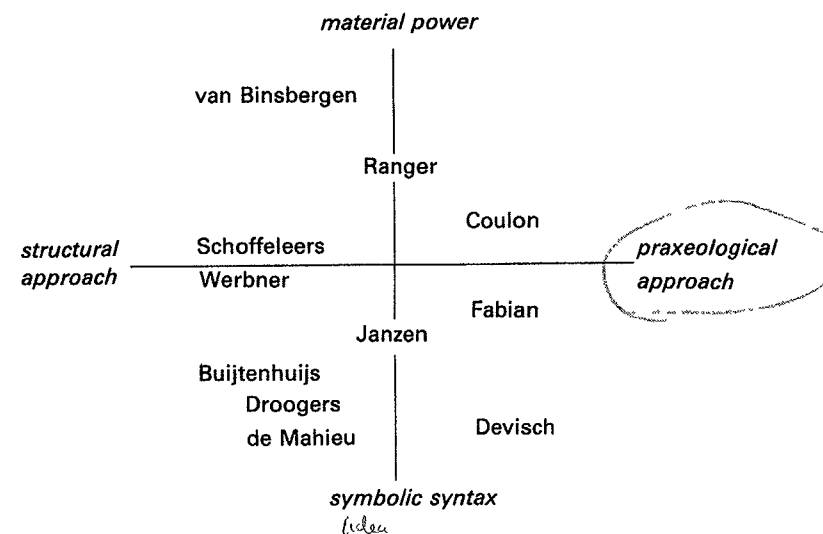 material power
van Binsbergen
Ranger
Coulon
structural
approach
Schoffeleers
Werbner
praxeological
approach
Fabian
Janzen
Buijtenhuijs
Droogers
de Mahieu
Devisch
symbolic syntax